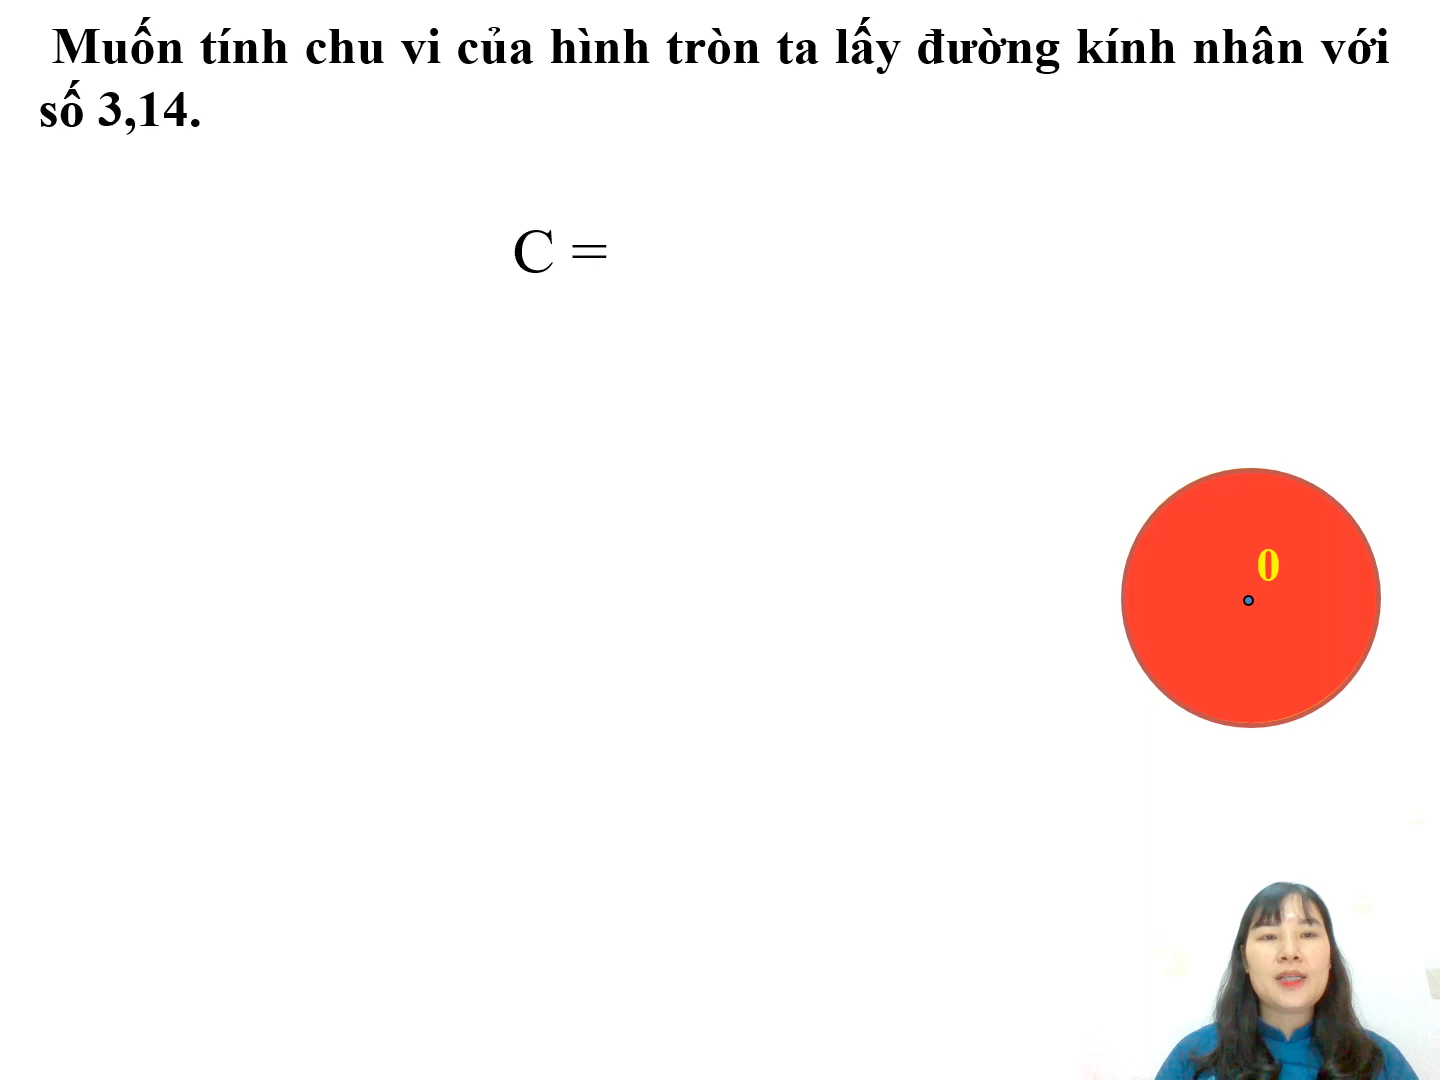 Muốn tính chu vi của hình tròn ta lấy đường kính nhân với
số 3,14.
C =
0